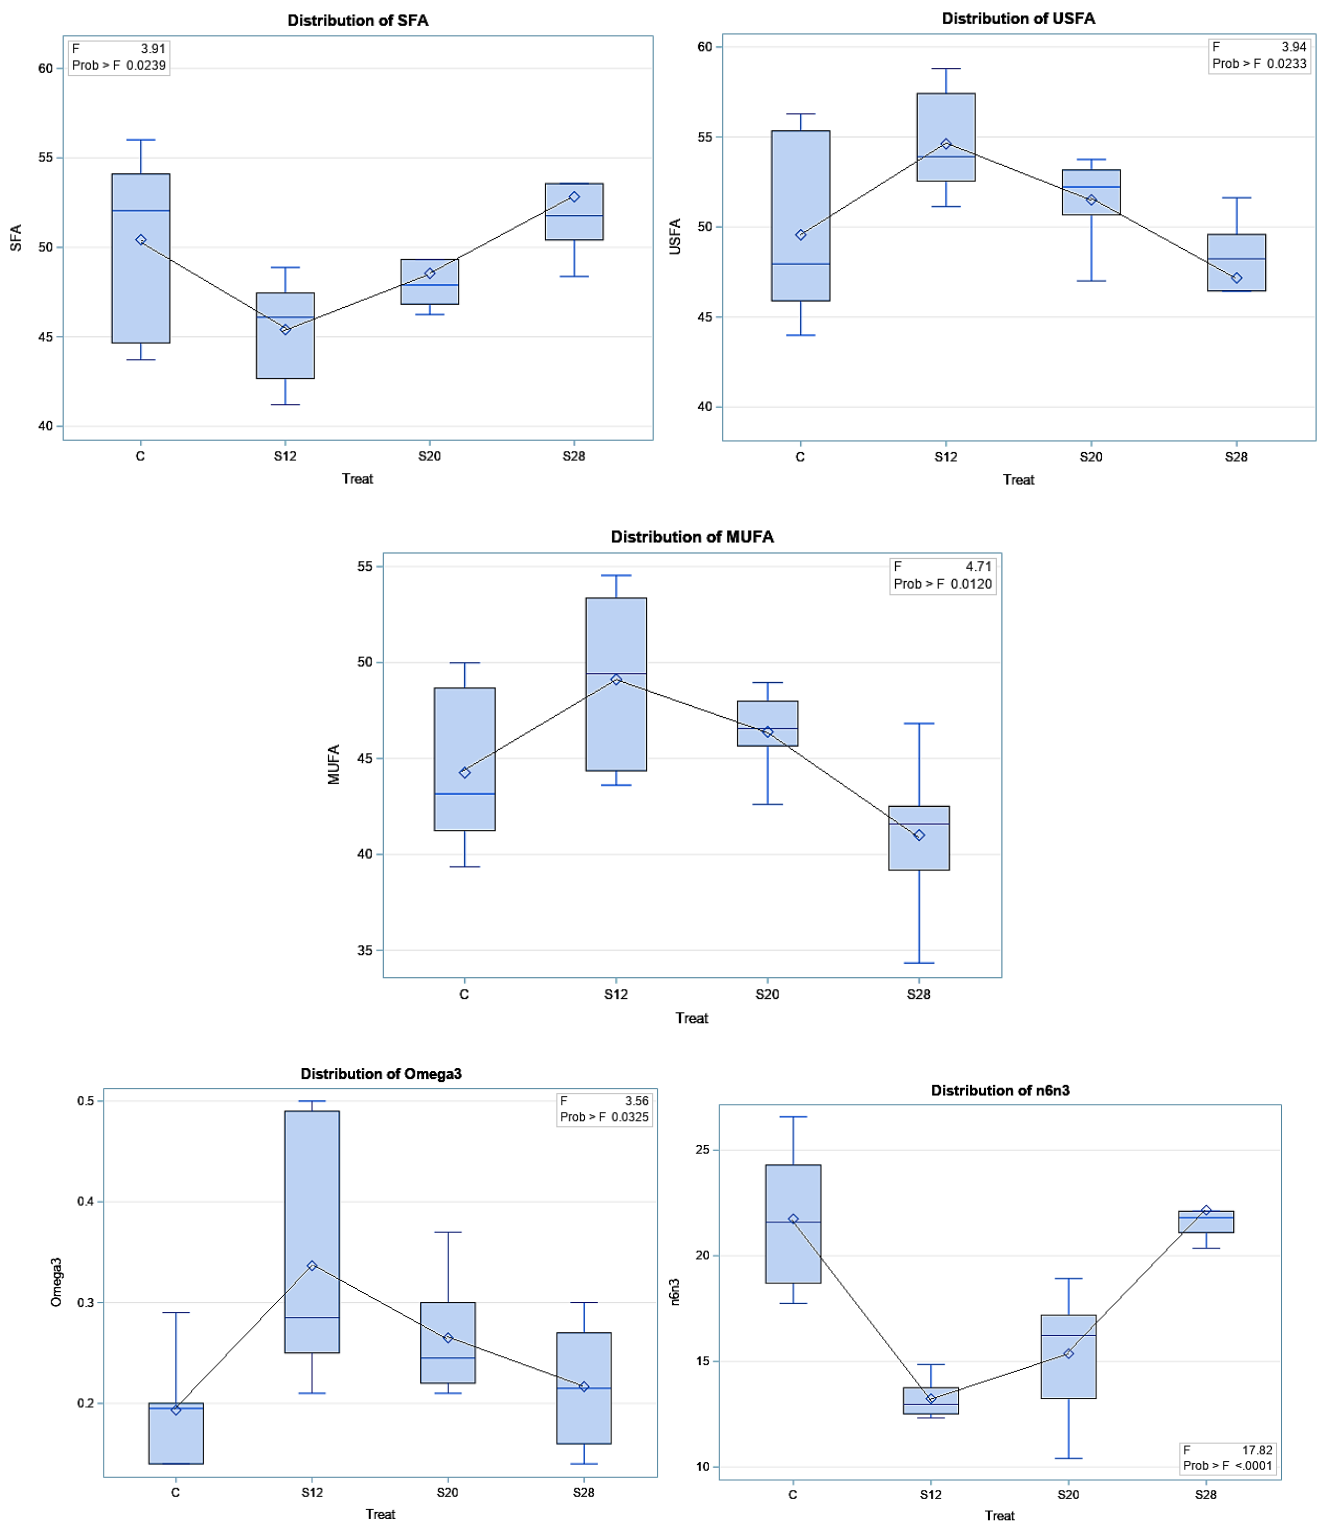 Distribution of SFA
F 3.91
Prob > F 0.0239
60
55
50
45
40
SFA
C S12 S20 S28
Treat
Distribution of USFA
F 3.94
Prob > F 0.0233
60
55
50
45
40
USFA
C S12 S20 S28
Treat
Distribution of MUFA
F 4.71
Prob > F 0.0120
55
50
45
40
35
MUFA
C S12 S20 S28
Treat
Distribution of Omega3
F 3.56
Prob > F 0.0325
0.5
0.4
0.3
0.2
Omega3
C S12 S20 S28
Treat
Distribution of n6n3
25
20
15
10
n6n3
F 17.82
Prob > F <.0001
C S12 S20 S28
Treat